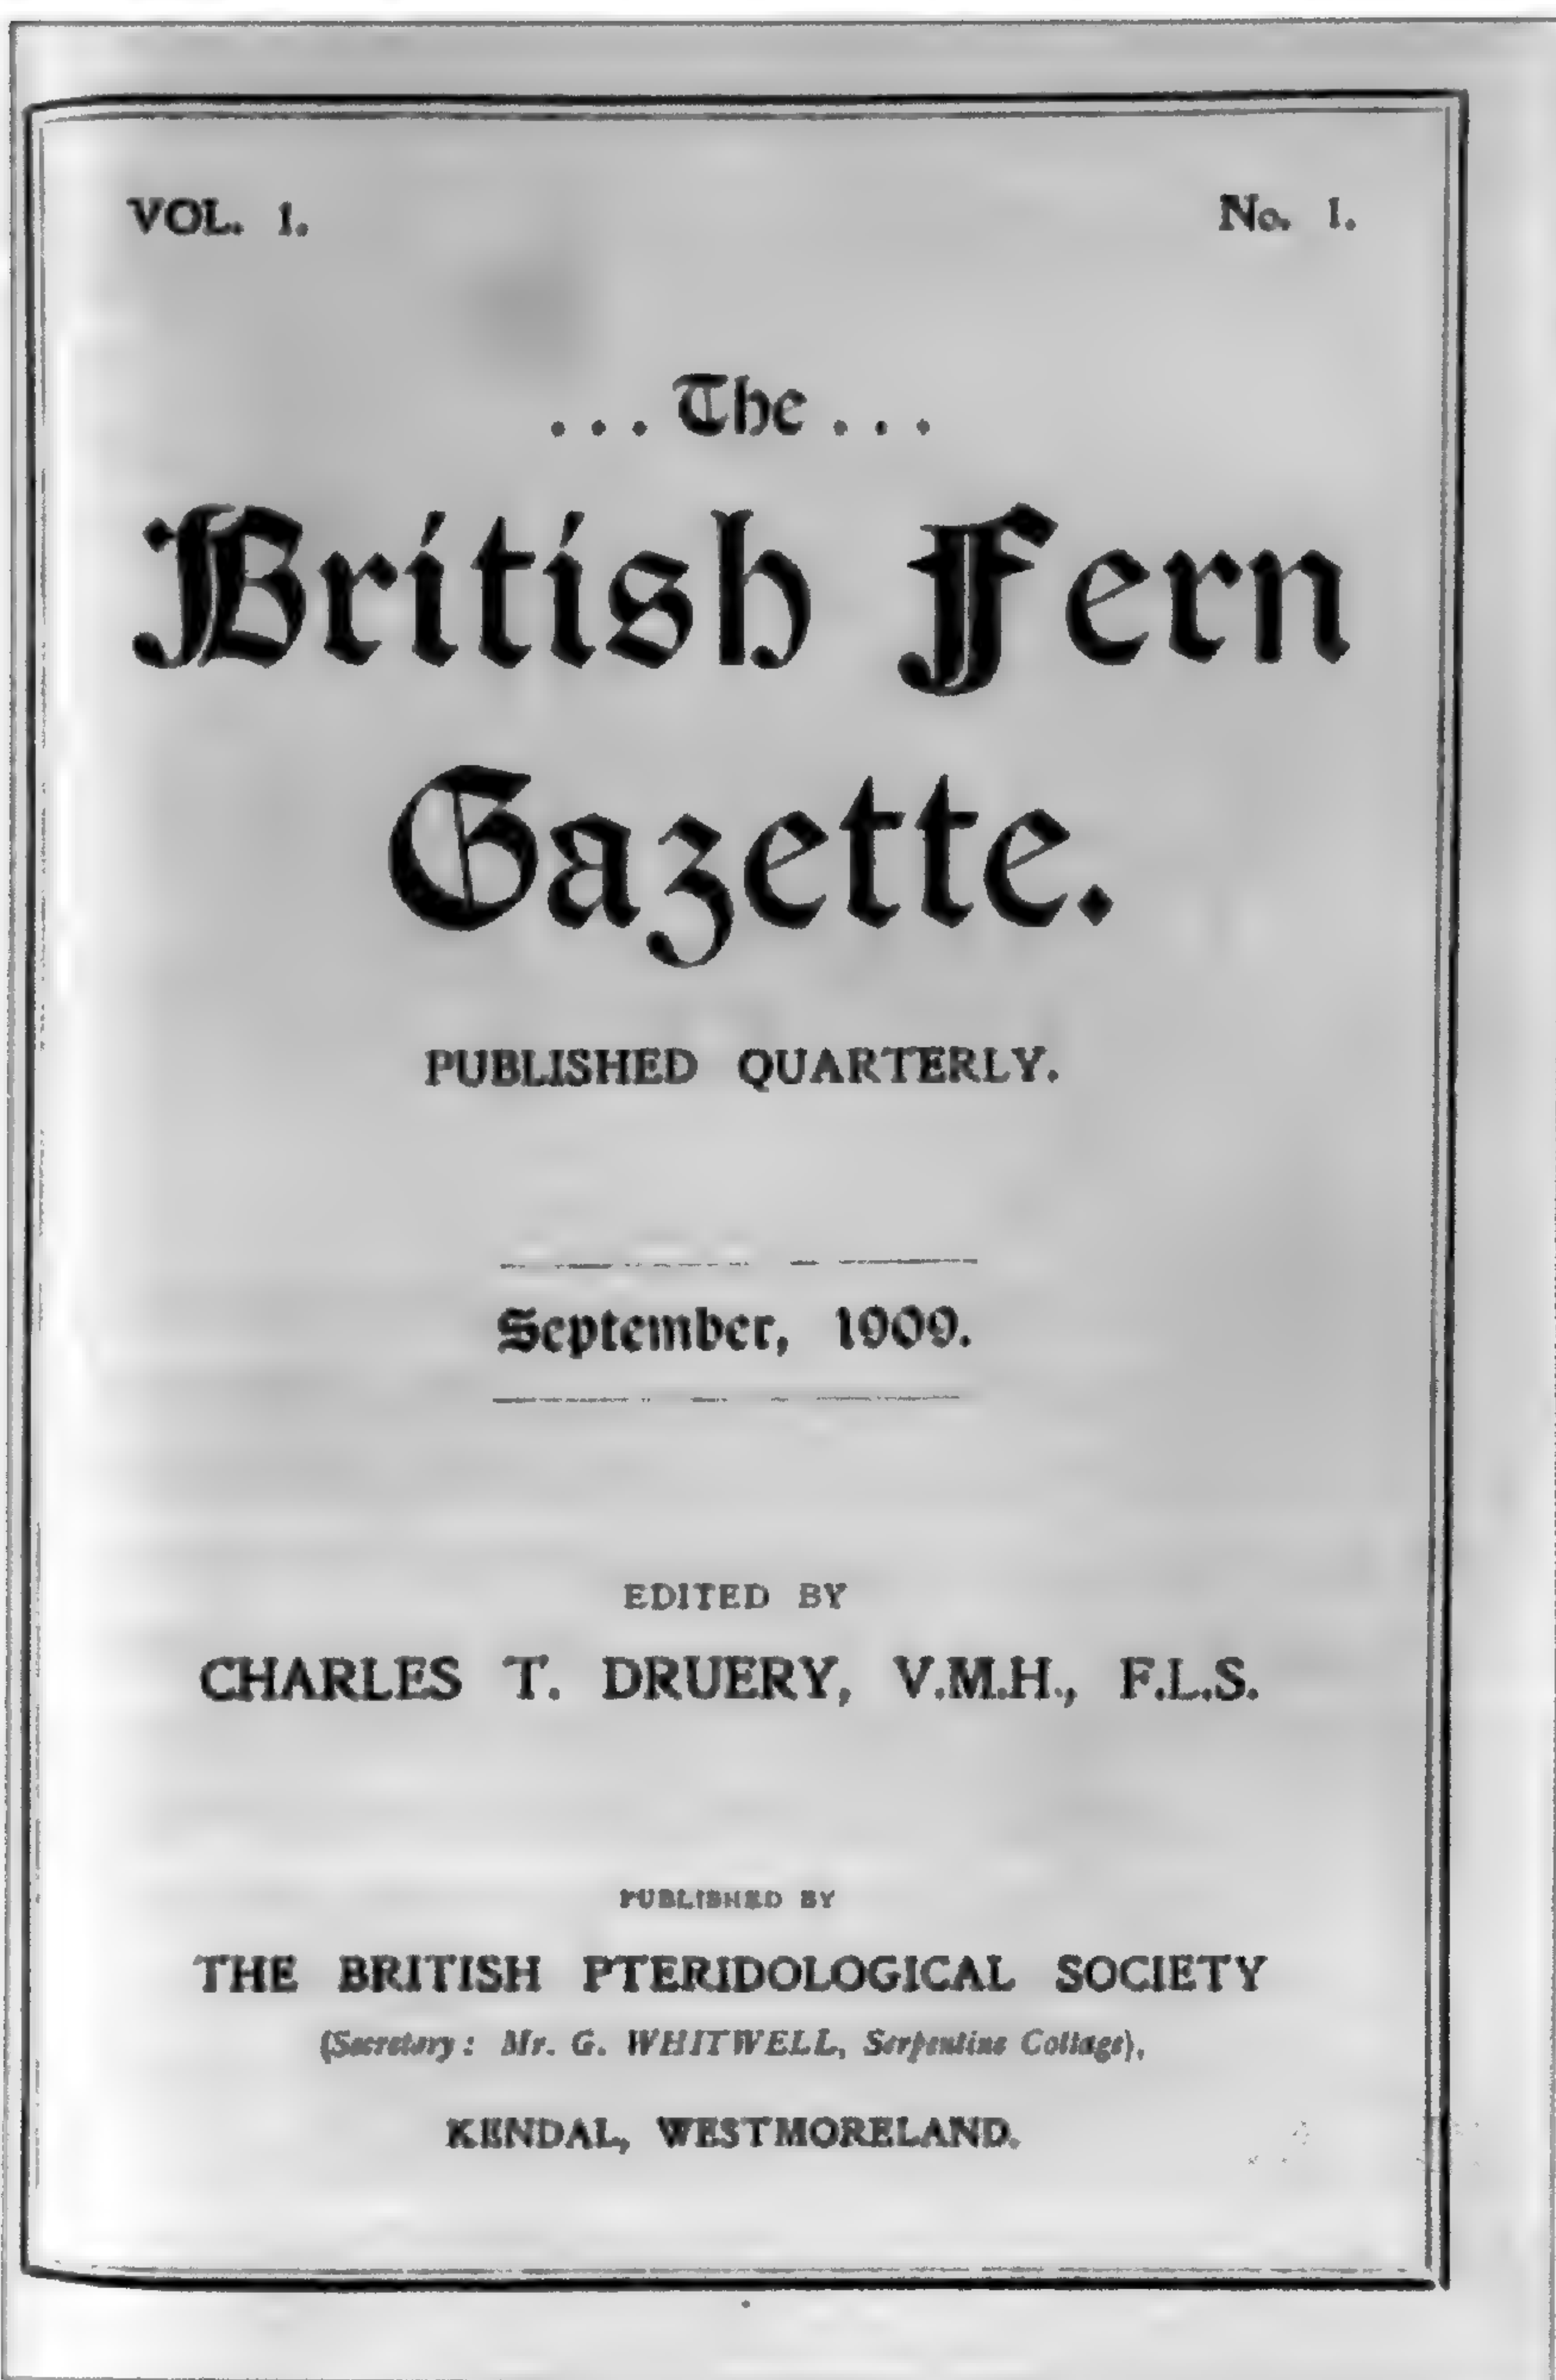 VOL. 1. No. 1.
... The ...
British Fern
Gazette.
PUBLISHED QUARTERLY.
September, 1909.
EDITED BY
CHARLES T. DRUERY, V.M.H., F.L.S.
PUBLISHED BY
THE BRITISH PTERIDOLOGICAL SOCIETY
(Secretary: Mr. G. WHITWELL, Serpentine Cottage),
KENDAL, WESTMORELAND.